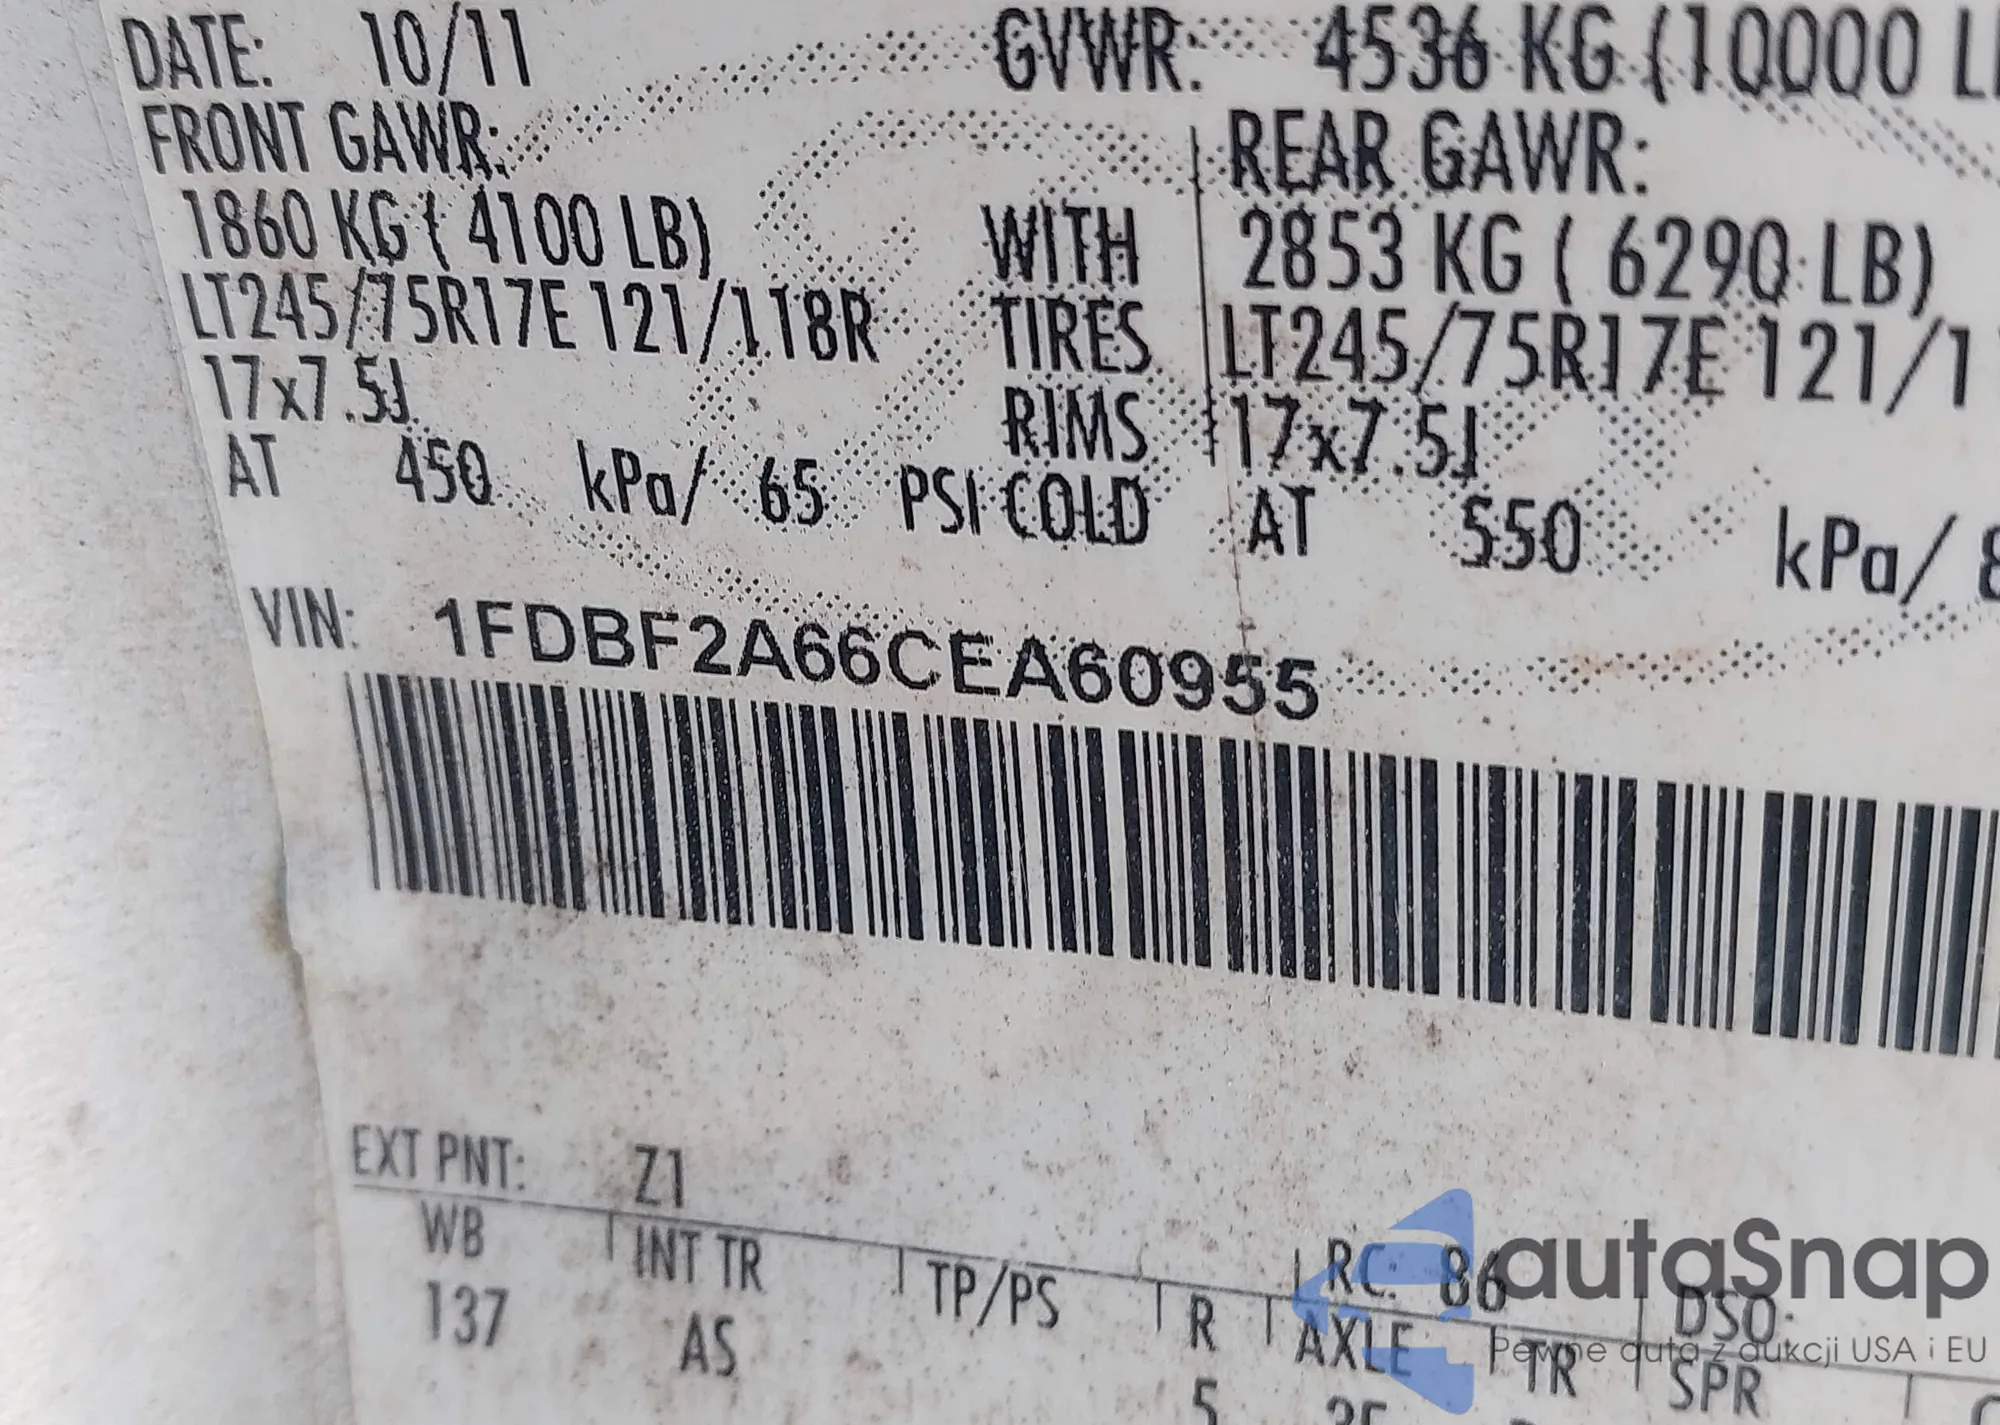 DATE: 10/11 GVWR: 4536 KG (10000 L
FRONT GAWR: REAR GAWR:
1860 KG ( 4100 LB) WITH 2853 KG ( 6290 LB)
LT245/75R17E 121/118R TIRES LT245/75R17E 121/1
17x7.5J RIMS 17x7.5J
AT 450 kPa/ 65 PSI COLD AT 550 kPa/ 8
VIN: 1FDBF2A66CEA60955
EXT PNT: Z1 RC: 86 DSO:
WB INT TR TP/PS R AXLE TR SPR
137 AS 5
autaSnap
Pewne auta z aukcji USA i EU